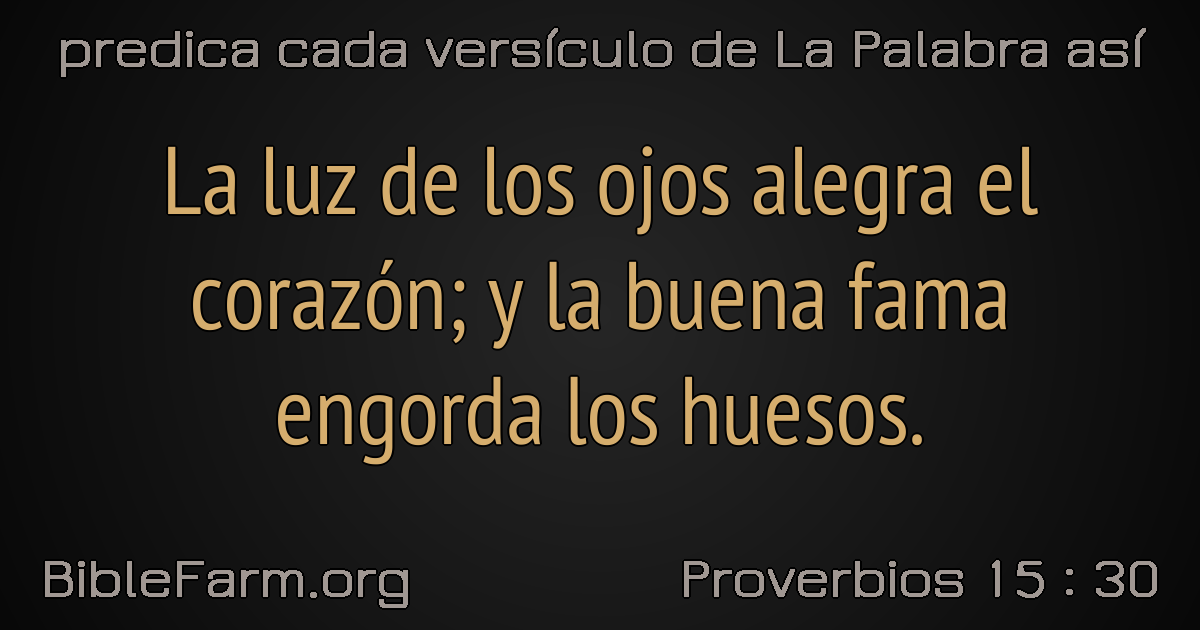 predica cada versículo de La Palabra así
La luz de los ojos alegra el
corazón; y la buena fama
engorda los huesos.
BibleFarm.org
Proverbios 15 : 30